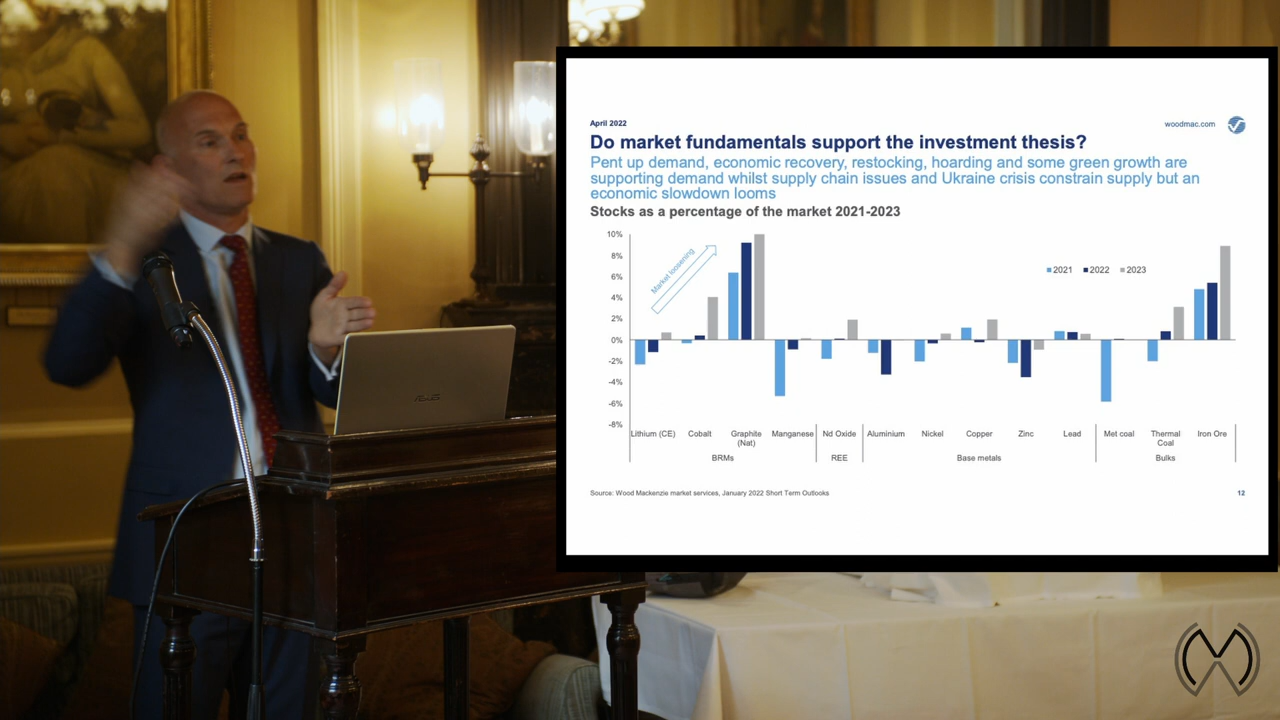 April 2022
woodmac.com
Do market fundamentals support the investment thesis?
Pent up demand, economic recovery, restocking, hoarding and some green growth are
supporting demand whilst supply chain issues and Ukraine crisis constrain supply but an
economic slowdown looms
Stocks as a percentage of the market 2021-2023
10%
8%
6%
4%
2%
0%
-2%
-4%
-6%
-8%
Market loosening
2021 2022 2023
Lithium (CE) Cobalt Graphite (Nat) Manganese Nd Oxide Aluminium Nickel Copper Zinc Lead Met coal Thermal Coal Iron Ore
BRMs REE Base metals Bulks
Source: Wood Mackenzie market services, January 2022 Short Term Outlooks
12
ASUS